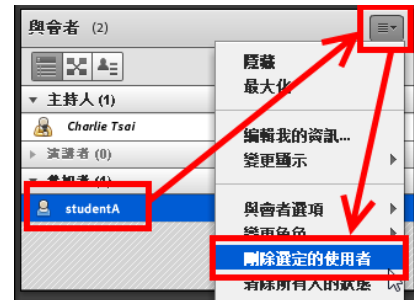 與會者 (2)
隱藏
最大化
主持人 (1)
Charlie Tsai
編輯我的資訊...
演講者 (0)
變更顯示
參加者 (1)
studentA
與會者選項
變更角色
刪除選定的使用者
清除所有人的狀態